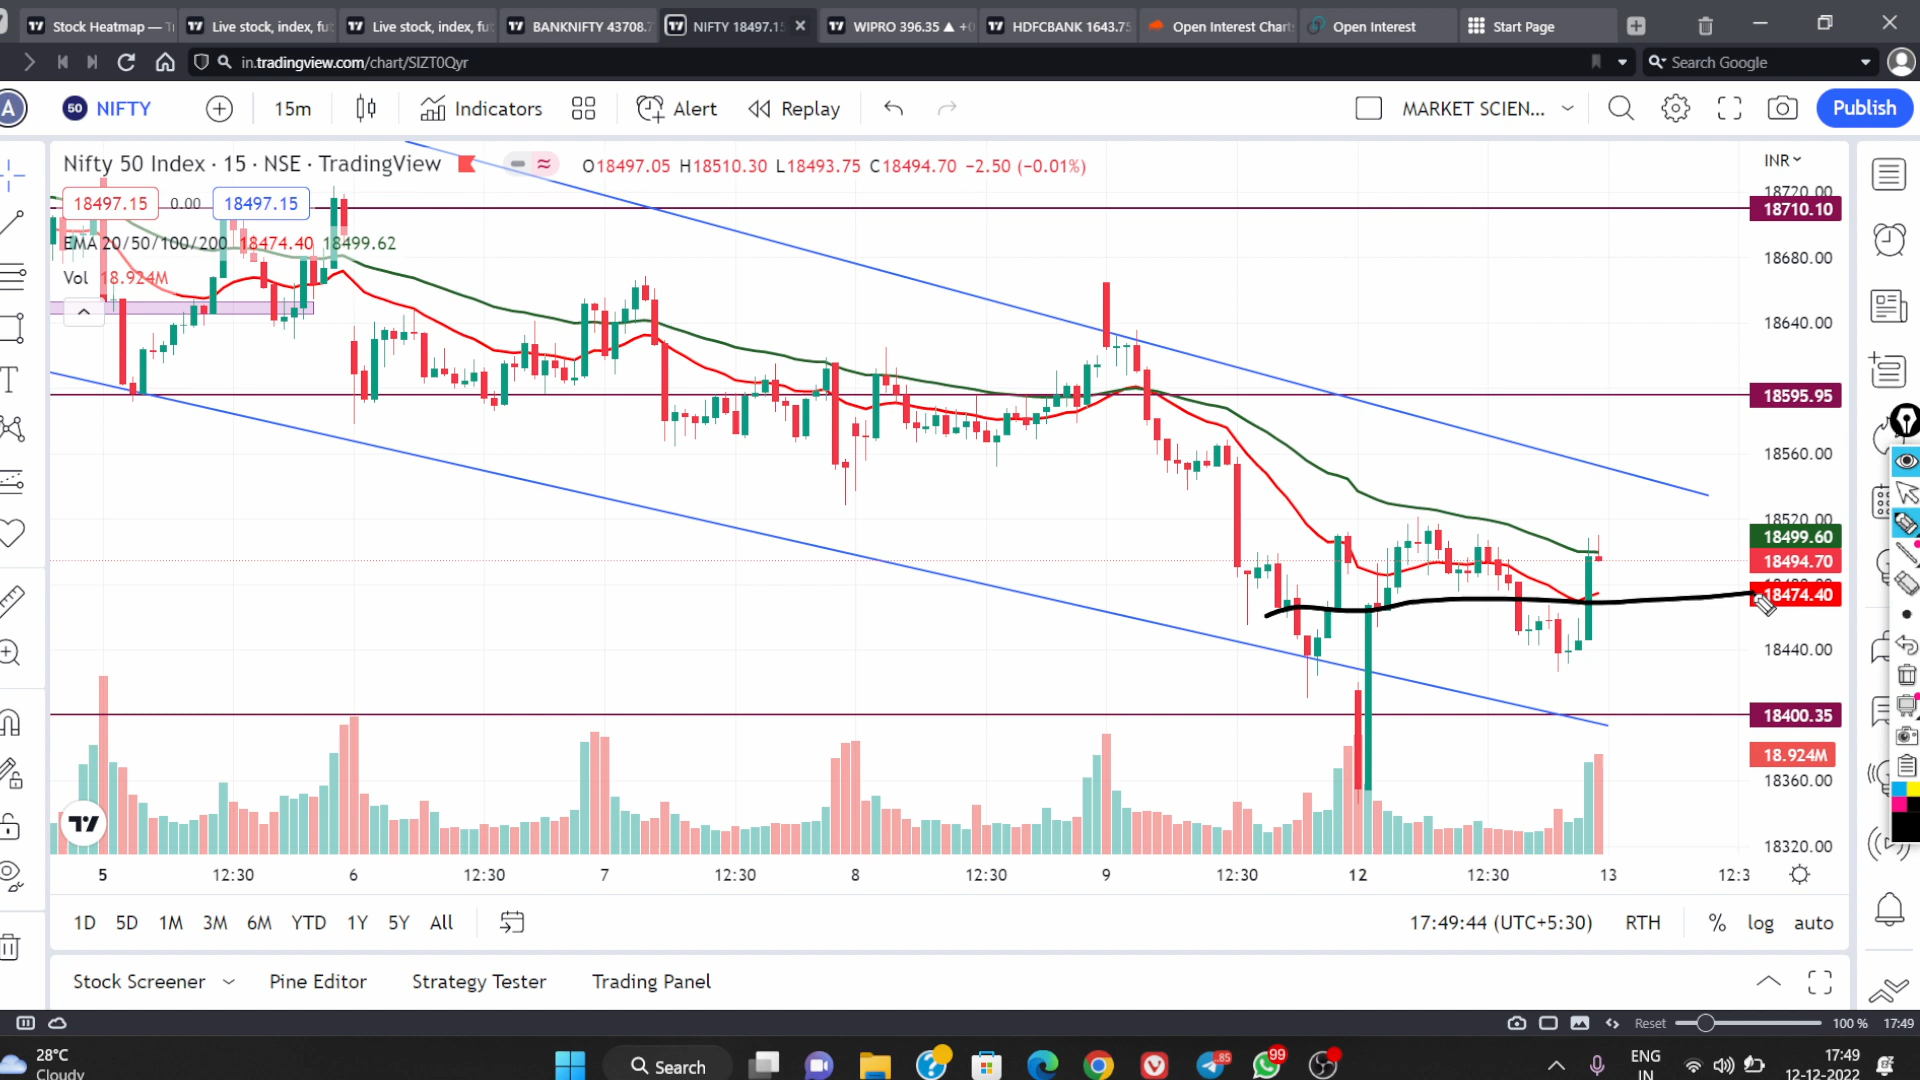 Stock Heatmap — T
Live stock, index, fu
Live stock, index, fu
BANKNIFTY 43708.7
NIFTY 18497.15
WIPRO 396.35 ▲ +0
HDFCBANK 1643.75
Open Interest Chart
Open Interest
Start Page
in.tradingview.com/chart/SIZT0Qyr
Search Google
A
50 NIFTY
15m
Indicators
Alert
Replay
MARKET SCIEN...
Publish
Nifty 50 Index · 15 · NSE · TradingView
O18497.05 H18510.30 L18493.75 C18494.70 −2.50 (−0.01%)
INR
18497.15 0.00 18497.15
EMA 20/50/100/200 18474.40 18499.62
Vol 18.924M
18720.00
18710.10
18680.00
18640.00
18595.95
18560.00
18520.00
18499.60
18494.70
18474.40
18440.00
18400.35
18.924M
18360.00
18320.00
5 12:30 6 12:30 7 12:30 8 12:30 9 12:30 12 12:30 13 12:3
1D 5D 1M 3M 6M YTD 1Y 5Y All
17:49:44 (UTC+5:30) RTH % log auto
Stock Screener Pine Editor Strategy Tester Trading Panel
Reset 100 % 17:49
28°C
Cloudy
Search
85
99
ENG
IN
17:49
12-12-2022